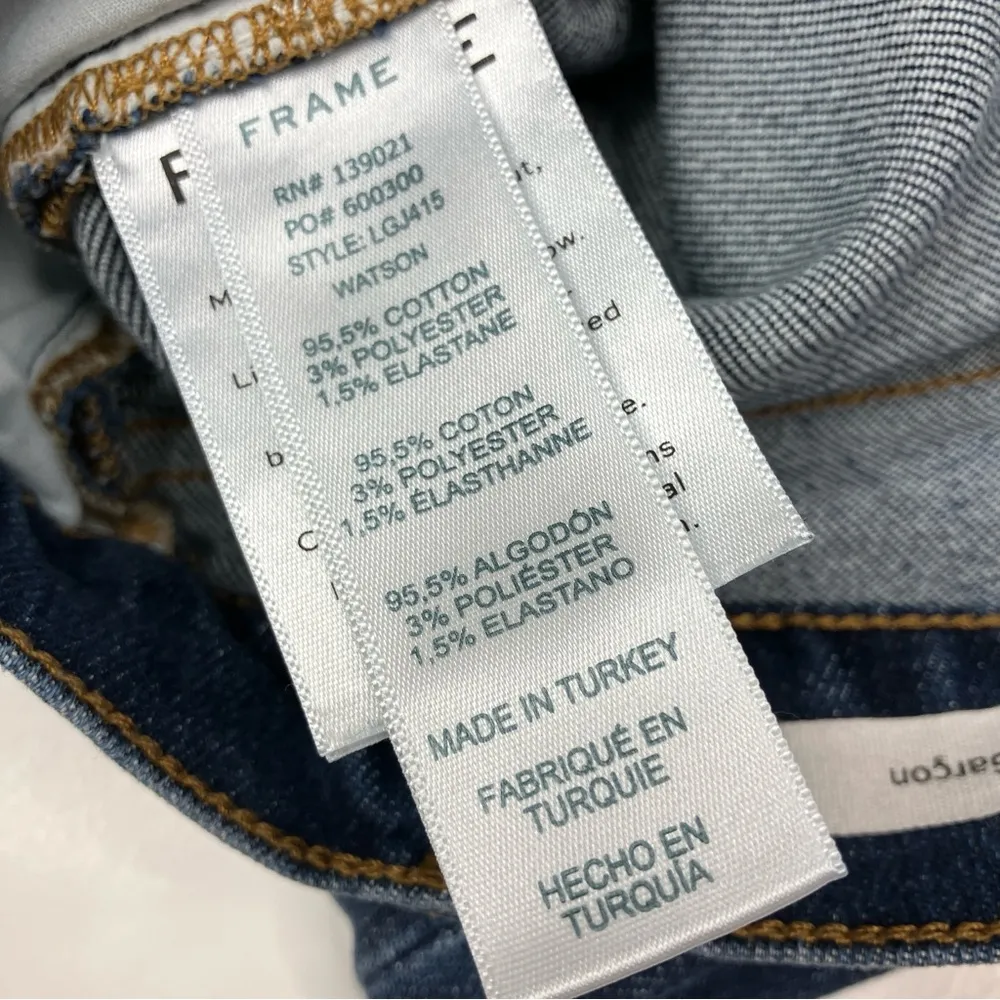 FRAME
RN# 139021
PO# 600300
STYLE: LGJ415
WATSON
95.5% COTTON
3% POLYESTER
1.5% ELASTANE
95,5% COTON
3% POLYESTER
1,5% ÉLASTHANNE
95,5% ALGODÓN
3% POLIÉSTER
1,5% ELASTANO
MADE IN TURKEY
FABRIQUÉ EN
TURQUIE
HECHO EN
TURQUÍA
Garçon